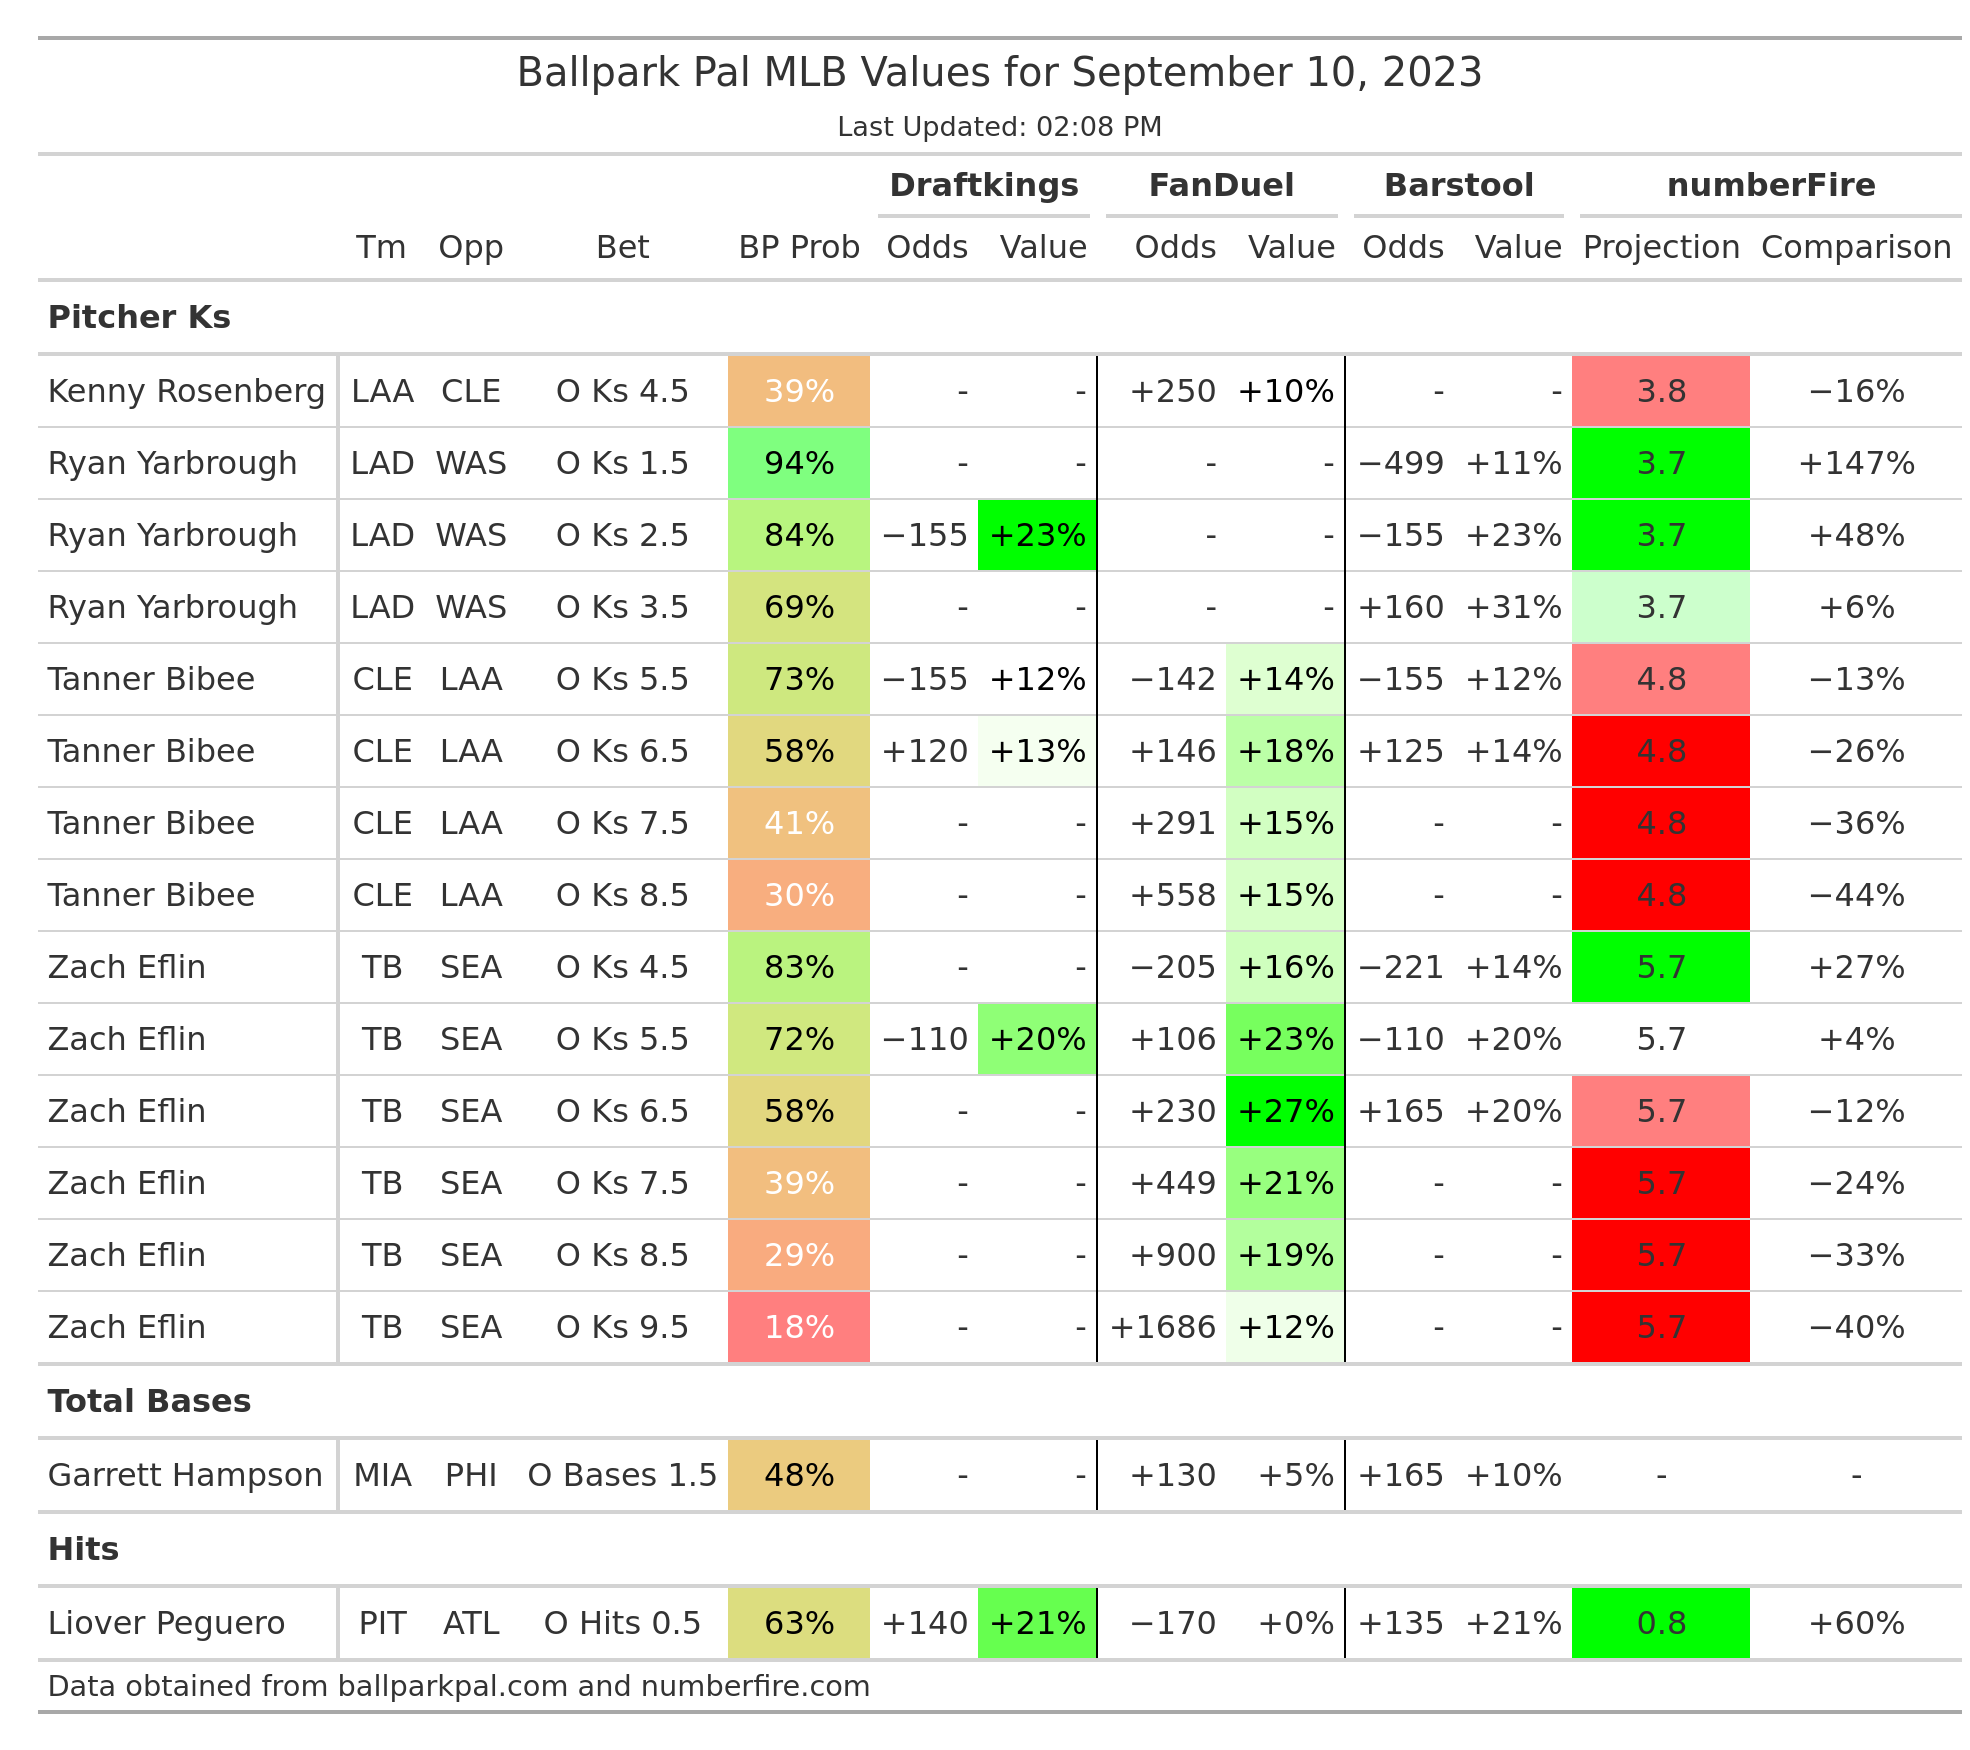 Ballpark Pal MLB Values for September 10, 2023
Last Updated: 02:08 PM
Draftkings FanDuel Barstool numberFire
Tm Opp Bet BP Prob Odds Value Odds Value Odds Value Projection Comparison
Pitcher Ks
Kenny Rosenberg LAA CLE O Ks 4.5 39% - - +250 +10% - - 3.8 −16%
Ryan Yarbrough LAD WAS O Ks 1.5 94% - - - - −499 +11% 3.7 +147%
Ryan Yarbrough LAD WAS O Ks 2.5 84% −155 +23% - - −155 +23% 3.7 +48%
Ryan Yarbrough LAD WAS O Ks 3.5 69% - - - - +160 +31% 3.7 +6%
Tanner Bibee CLE LAA O Ks 5.5 73% −155 +12% −142 +14% −155 +12% 4.8 −13%
Tanner Bibee CLE LAA O Ks 6.5 58% +120 +13% +146 +18% +125 +14% 4.8 −26%
Tanner Bibee CLE LAA O Ks 7.5 41% - - +291 +15% - - 4.8 −36%
Tanner Bibee CLE LAA O Ks 8.5 30% - - +558 +15% - - 4.8 −44%
Zach Eflin TB SEA O Ks 4.5 83% - - −205 +16% −221 +14% 5.7 +27%
Zach Eflin TB SEA O Ks 5.5 72% −110 +20% +106 +23% −110 +20% 5.7 +4%
Zach Eflin TB SEA O Ks 6.5 58% - - +230 +27% +165 +20% 5.7 −12%
Zach Eflin TB SEA O Ks 7.5 39% - - +449 +21% - - 5.7 −24%
Zach Eflin TB SEA O Ks 8.5 29% - - +900 +19% - - 5.7 −33%
Zach Eflin TB SEA O Ks 9.5 18% - - +1686 +12% - - 5.7 −40%
Total Bases
Garrett Hampson MIA PHI O Bases 1.5 48% - - +130 +5% +165 +10% - -
Hits
Liover Peguero PIT ATL O Hits 0.5 63% +140 +21% −170 +0% +135 +21% 0.8 +60%
Data obtained from ballparkpal.com and numberfire.com